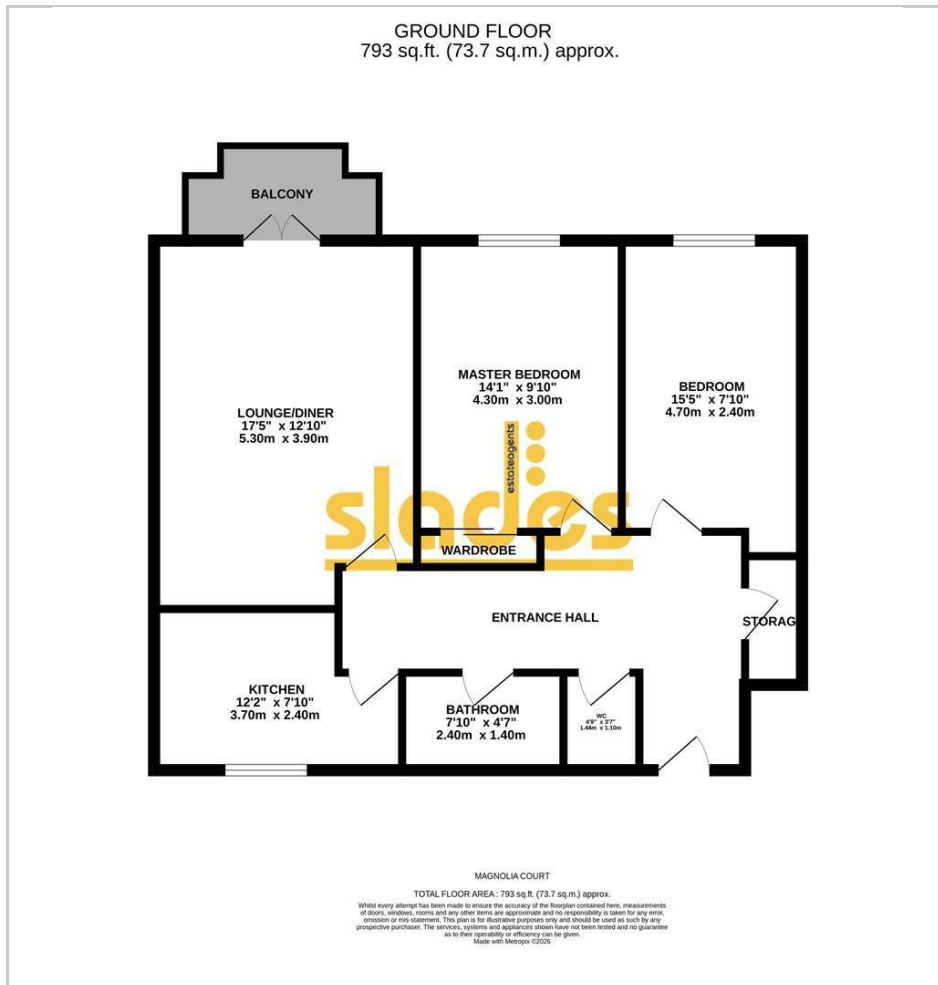 GROUND FLOOR
793 sq.ft. (73.7 sq.m.) approx.
BALCONY
LOUNGE/DINER
17'5" x 12'10"
5.30m x 3.90m
MASTER BEDROOM
14'1" x 9'10"
4.30m x 3.00m
BEDROOM
15'5" x 7'10"
4.70m x 2.40m
estateagents
slades
WARDROBE
ENTRANCE HALL
STORAG
KITCHEN
12'2" x 7'10"
3.70m x 2.40m
BATHROOM
7'10" x 4'7"
2.40m x 1.40m
WC
4'9" x 3'7"
1.44m x 1.10m
MAGNOLIA COURT
TOTAL FLOOR AREA : 793 sq.ft. (73.7 sq.m.) approx.
Whilst every attempt has been made to ensure the accuracy of the floorplan contained here, measurements
of doors, windows, rooms and any other items are approximate and no responsibility is taken for any error,
omission or mis-statement. This plan is for illustrative purposes only and should be used as such by any
prospective purchaser. The services, systems and appliances shown have not been tested and no guarantee
as to their operability or efficiency can be given.
Made with Metropix ©2026